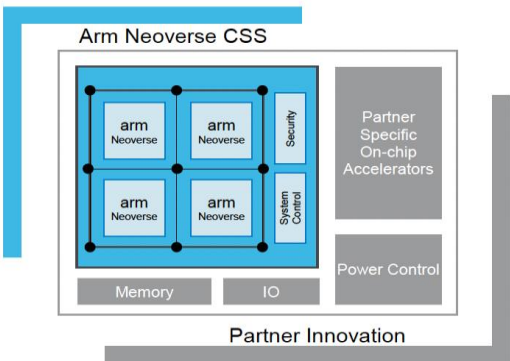 Arm Neoverse CSS
arm
Neoverse
arm
Neoverse
Security
Partner
Specific
On-chip
Accelerators
arm
Neoverse
arm
Neoverse
System
Control
Power Control
Memory
IO
Partner Innovation